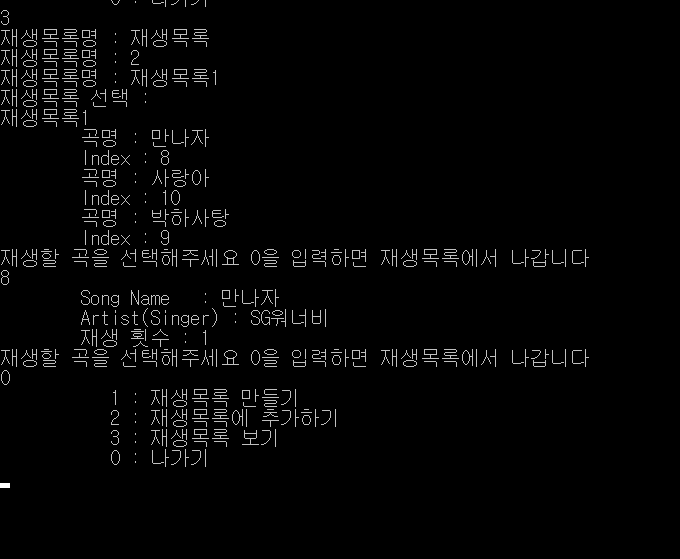 0 : 나가기
3
재생목록명 : 재생목록
재생목록명 : 2
재생목록명 : 재생목록1
재생목록 선택 :
재생목록1
곡명 : 만나자
Index : 8
곡명 : 사랑아
Index : 10
곡명 : 박하사탕
Index : 9
재생할 곡을 선택해주세요 0을 입력하면 재생목록에서 나갑니다
8
Song Name : 만나자
Artist(Singer) : SG워너비
재생 횟수 : 1
재생할 곡을 선택해주세요 0을 입력하면 재생목록에서 나갑니다
0
1 : 재생목록 만들기
2 : 재생목록에 추가하기
3 : 재생목록 보기
0 : 나가기